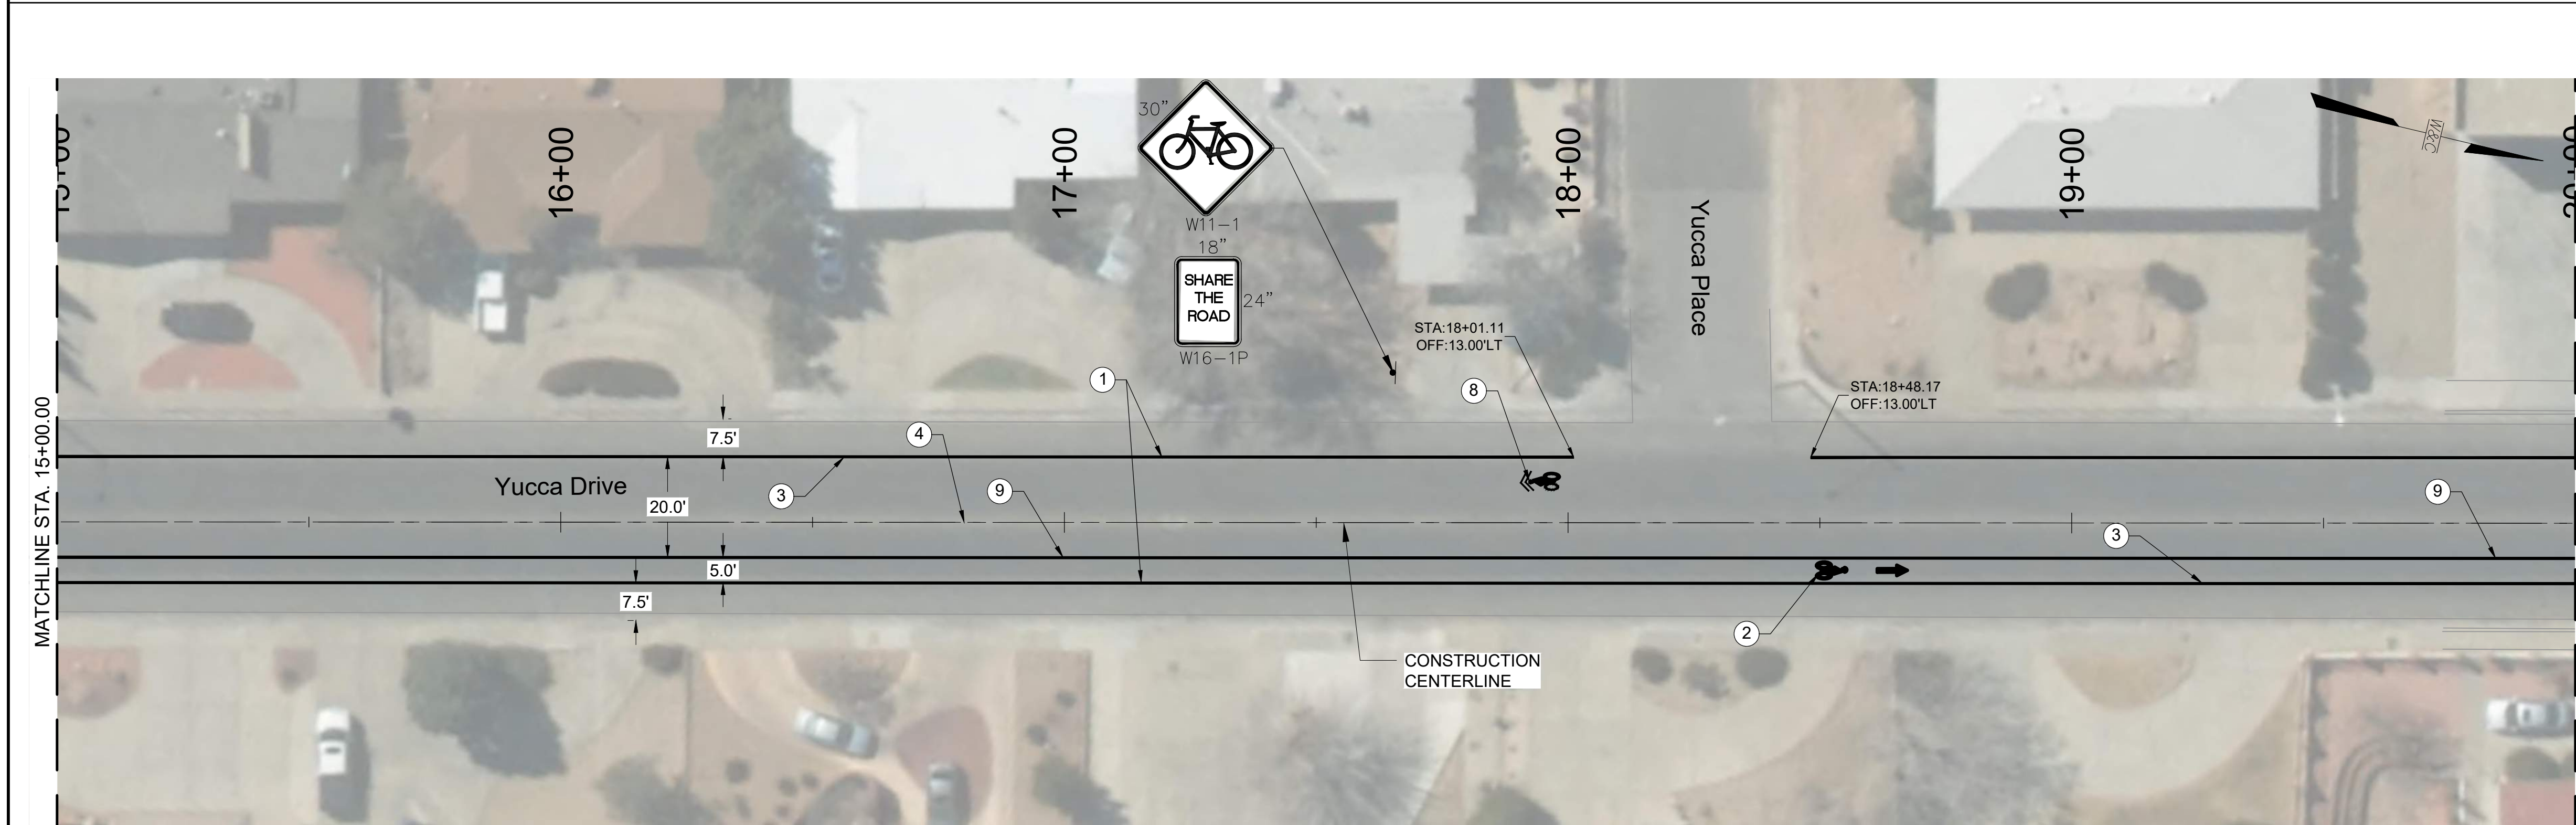 15+00
16+00
17+00
18+00
19+00
20+00
30"
W11-1
18"
SHARE
THE
ROAD
24"
W16-1P
Yucca Place
W&C
STA:18+01.11
OFF:13.00'LT
STA:18+48.17
OFF:13.00'LT
1
8
4
7.5'
3
Yucca Drive
20.0'
9
9
3
5.0'
7.5'
2
CONSTRUCTION
CENTERLINE
MATCHLINE STA. 15+00.00